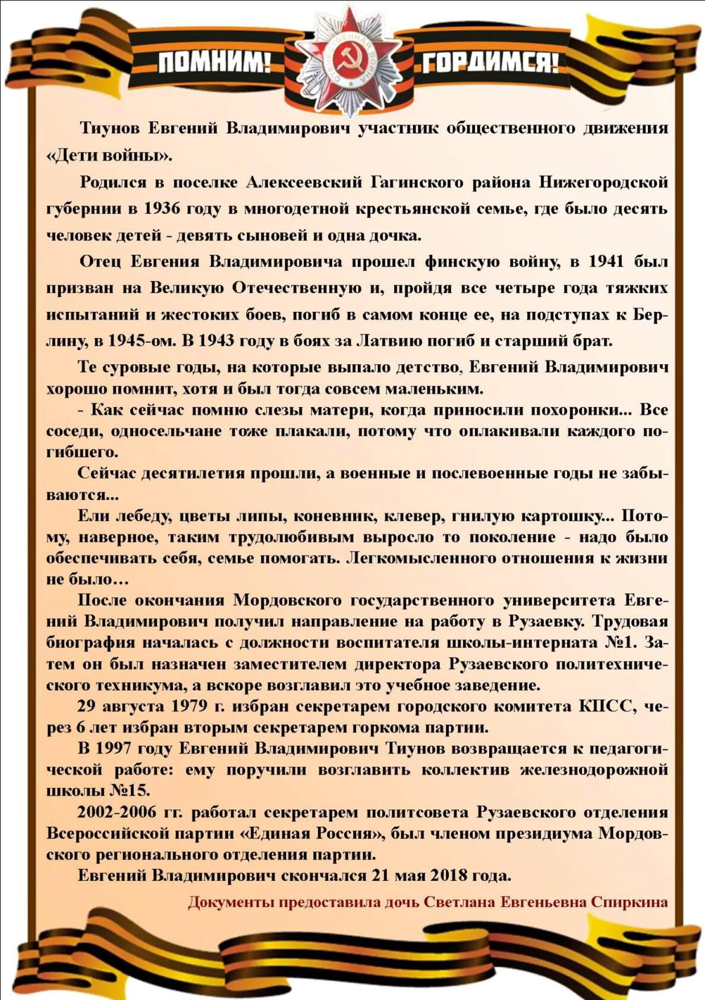 ПОМНИМ! ГОРДИМСЯ!
ОТЕЧЕСТВЕННАЯ ВОЙНА
Тиунов Евгений Владимирович участник общественного движения
«Дети войны».
Родился в поселке Алексеевский Гагинского района Нижегородской
губернии в 1936 году в многодетной крестьянской семье, где было десять
человек детей - девять сыновей и одна дочка.
Отец Евгения Владимировича прошел финскую войну, в 1941 был
призван на Великую Отечественную и, пройдя все четыре года тяжких
испытаний и жестоких боев, погиб в самом конце ее, на подступах к Бер-
лину, в 1945-ом. В 1943 году в боях за Латвию погиб и старший брат.
Те суровые годы, на которые выпало детство, Евгений Владимирович
хорошо помнит, хотя и был тогда совсем маленьким.
- Как сейчас помню слезы матери, когда приносили похоронки... Все
соседи, односельчане тоже плакали, потому что оплакивали каждого по-
гибшего.
Сейчас десятилетия прошли, а военные и послевоенные годы не забы-
ваются...
Ели лебеду, цветы липы, коневник, клевер, гнилую картошку... Пото-
му, наверное, таким трудолюбивым выросло то поколение - надо было
обеспечивать себя, семье помогать. Легкомысленного отношения к жизни
не было…
После окончания Мордовского государственного университета Евге-
ний Владимирович получил направление на работу в Рузаевку. Трудовая
биография началась с должности воспитателя школы-интерната №1. За-
тем он был назначен заместителем директора Рузаевского политехниче-
ского техникума, а вскоре возглавил это учебное заведение.
29 августа 1979 г. избран секретарем городского комитета КПСС, че-
рез 6 лет избран вторым секретарем горкома партии.
В 1997 году Евгений Владимирович Тиунов возвращается к педагоги-
ческой работе: ему поручили возглавить коллектив железнодорожной
школы №15.
2002-2006 гг. работал секретарем политсовета Рузаевского отделения
Всероссийской партии «Единая Россия», был членом президиума Мордов-
ского регионального отделения партии.
Евгений Владимирович скончался 21 мая 2018 года.
Документы предоставила дочь Светлана Евгеньевна Спиркина